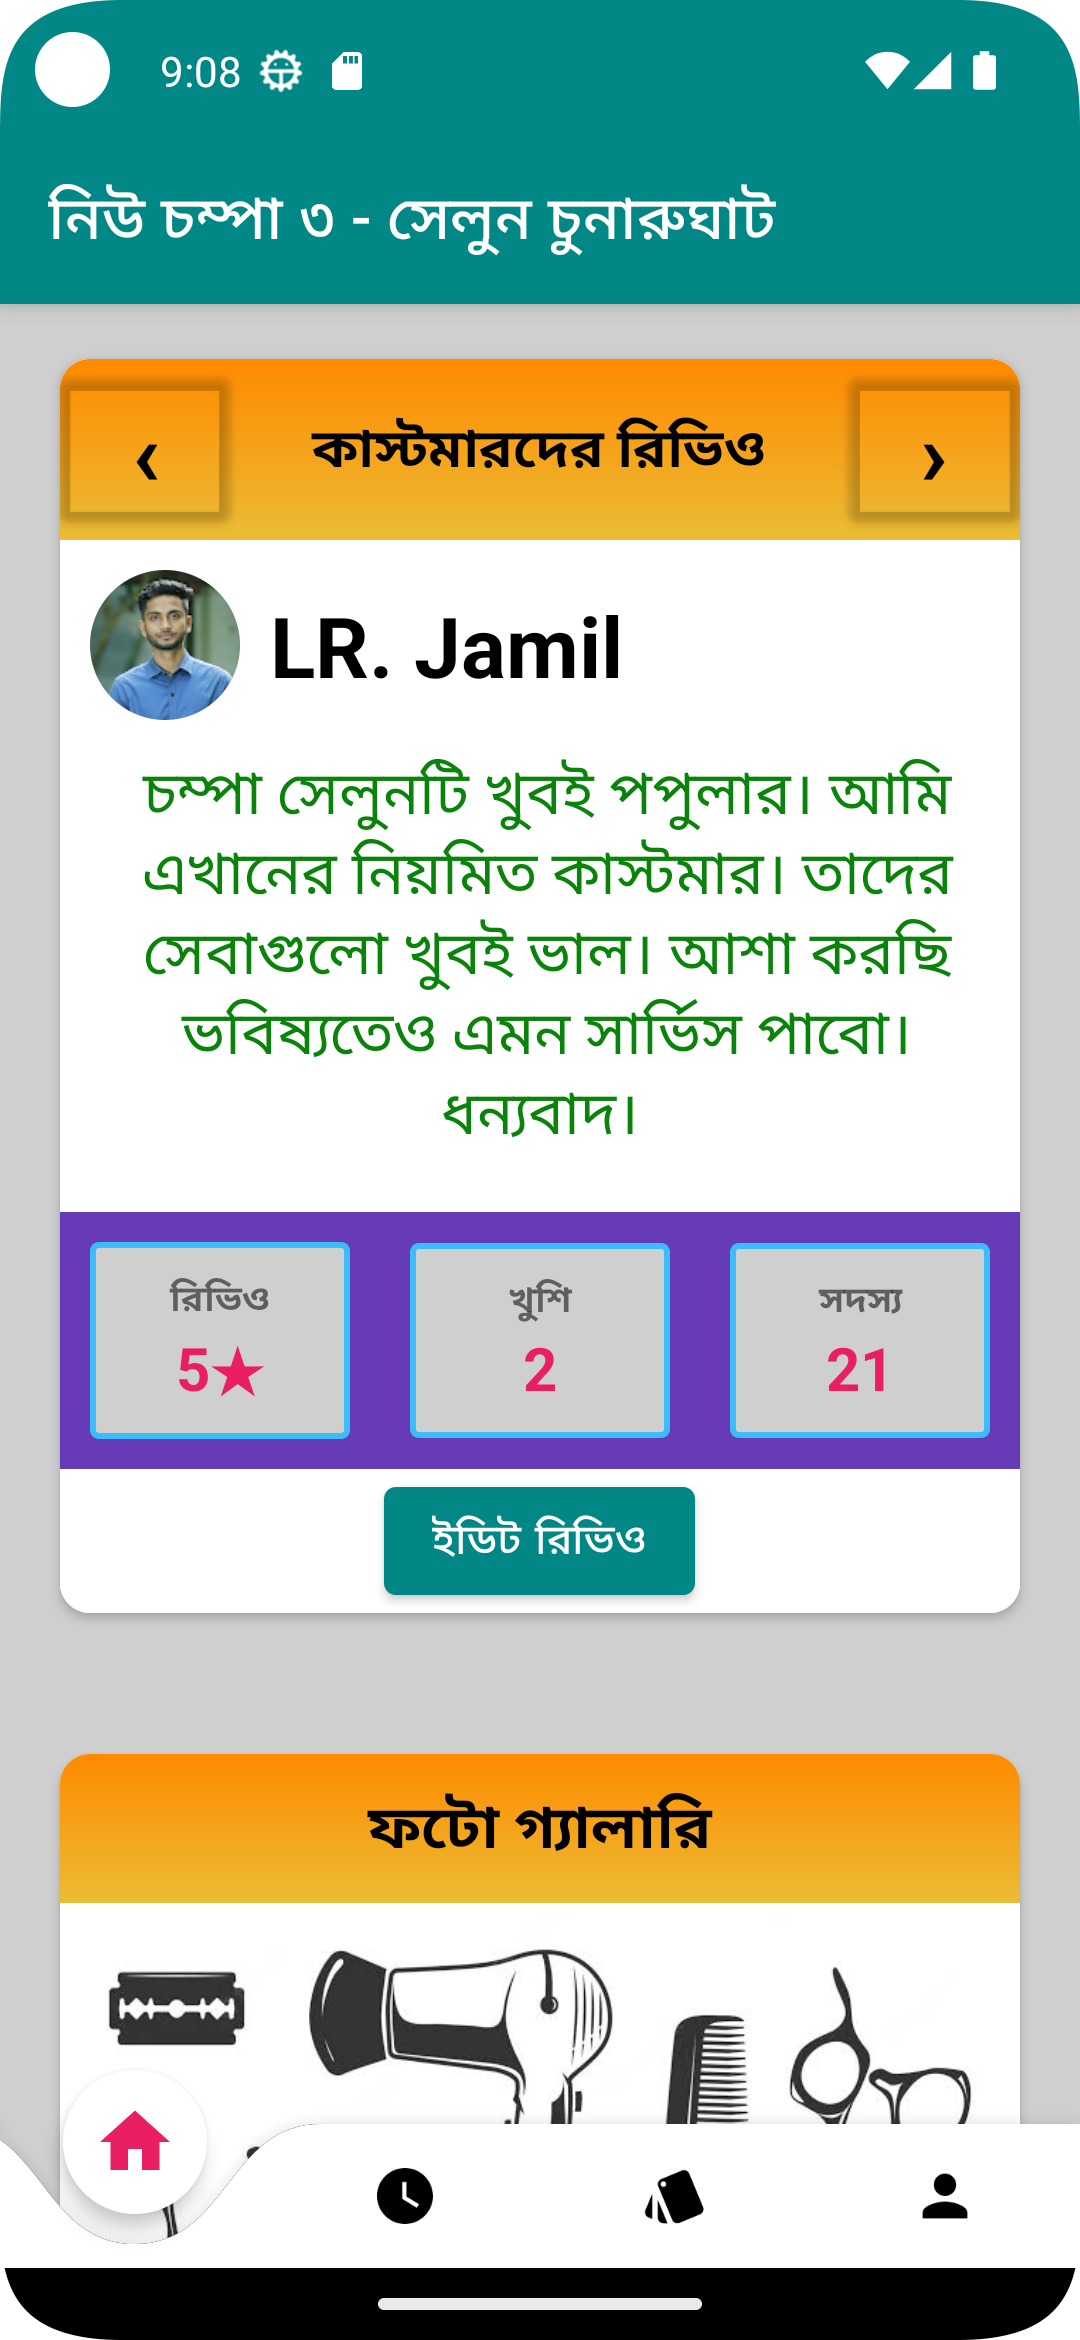 9:08
নিউ চম্পা ৩ - সেলুন চুনারুঘাট
‹ কাস্টমারদের রিভিও ›
LR. Jamil
চম্পা সেলুনটি খুবই পপুলার। আমি
এখানের নিয়মিত কাস্টমার। তাদের
সেবাগুলো খুবই ভাল। আশা করছি
ভবিষ্যতেও এমন সার্ভিস পাবো।
ধন্যবাদ।
রিভিও খুশি সদস্য
5★ 2 21
ইডিট রিভিও
ফটো গ্যালারি